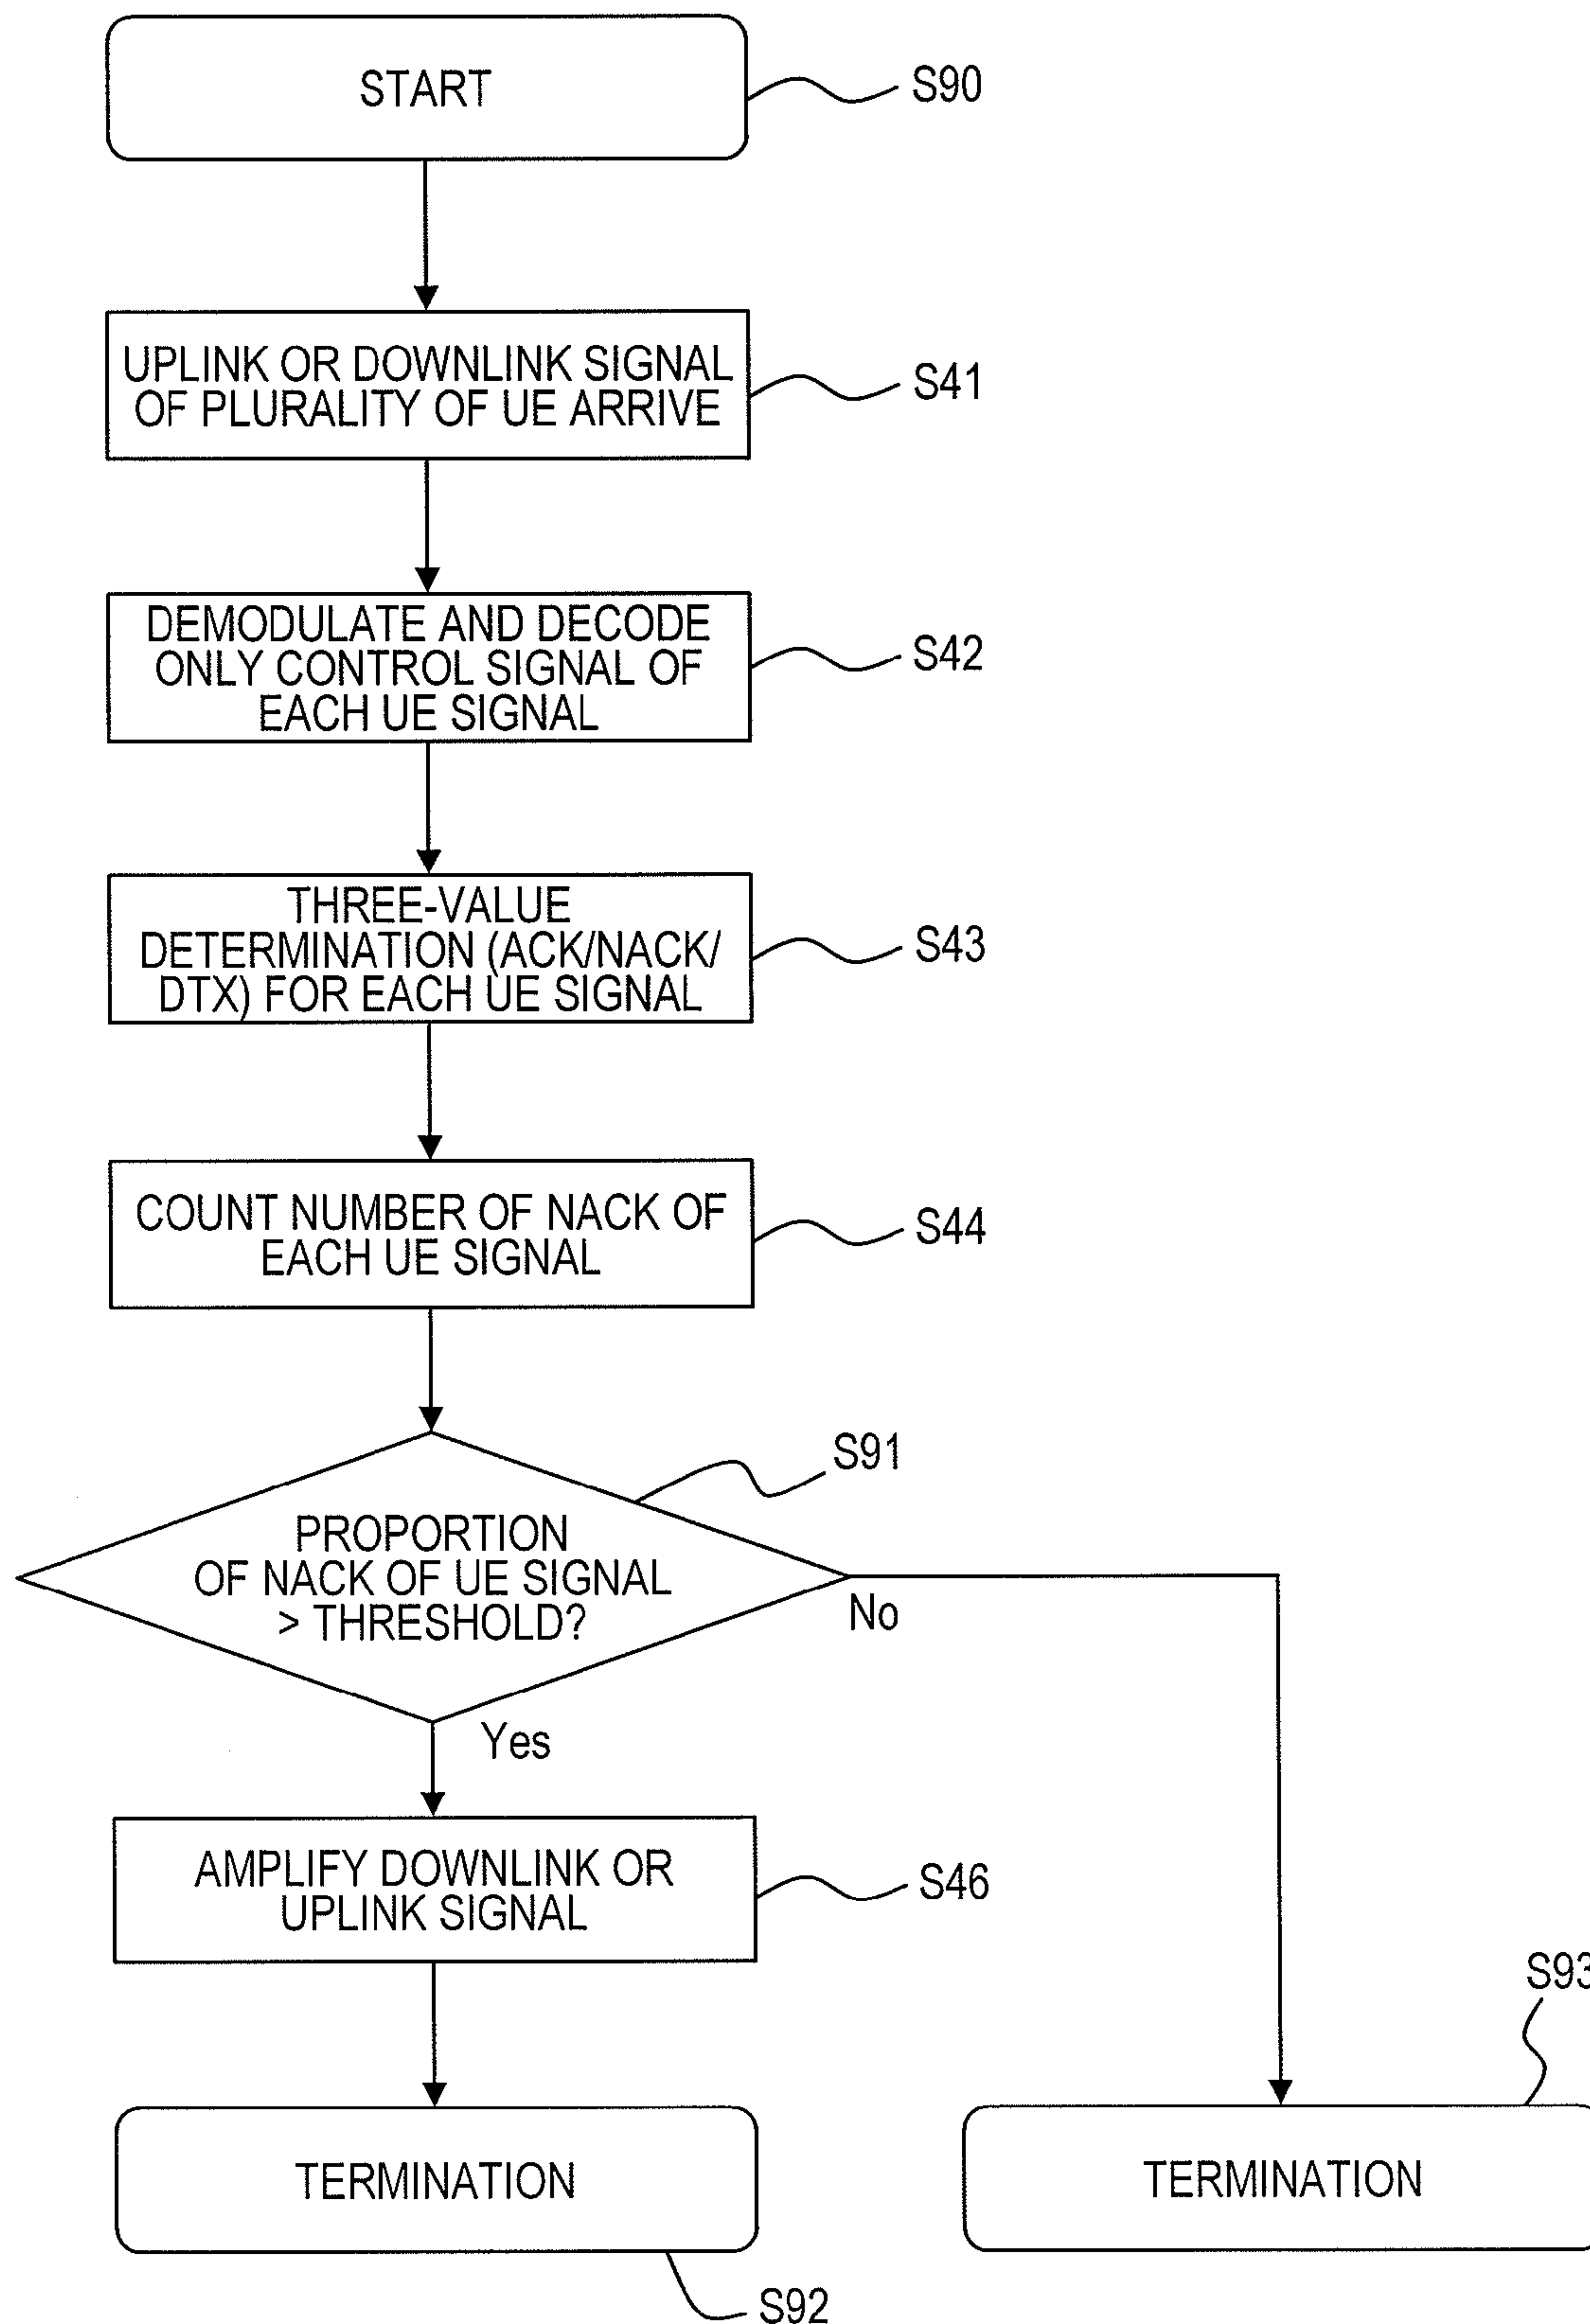 START
S90
UPLINK OR DOWNLINK SIGNAL
OF PLURALITY OF UE ARRIVE
S41
DEMODULATE AND DECODE
ONLY CONTROL SIGNAL OF
EACH UE SIGNAL
S42
THREE-VALUE
DETERMINATION (ACK/NACK/
DTX) FOR EACH UE SIGNAL
S43
COUNT NUMBER OF NACK OF
EACH UE SIGNAL
S44
S91
PROPORTION
OF NACK OF UE SIGNAL
> THRESHOLD?
No
Yes
AMPLIFY DOWNLINK OR
UPLINK SIGNAL
S46
S93
TERMINATION
TERMINATION
S92